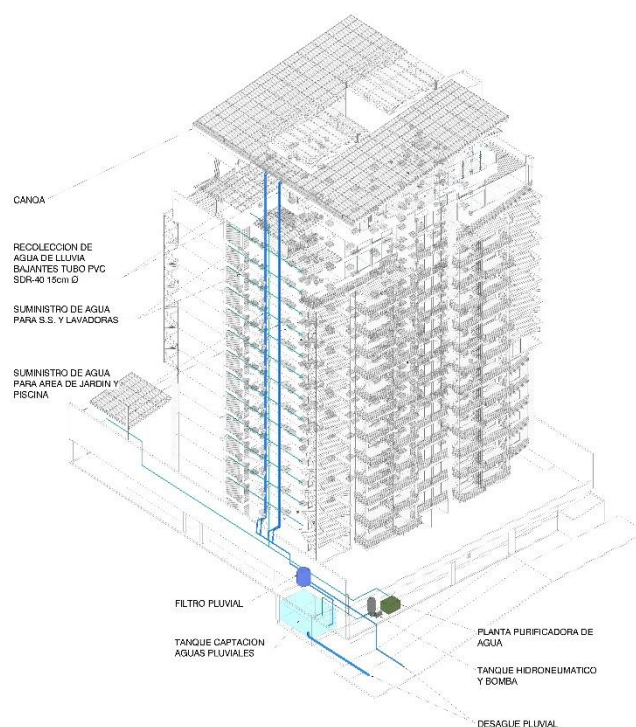 CANOA
RECOLECCION DE
AGUA DE LLUVIA
BAJANTES TUBO PVC
SDR-40 15cm Ø
SUMINISTRO DE AGUA
PARA S.S. Y LAVADORAS
SUMINISTRO DE AGUA
PARA AREA DE JARDIN Y
PISCINA
FILTRO PLUVIAL
TANQUE CAPTACION
AGUAS PLUVIALES
PLANTA PURIFICADORA DE
AGUA
TANQUE HIDRONEUMATICO
Y BOMBA
DESAGUE PLUVIAL